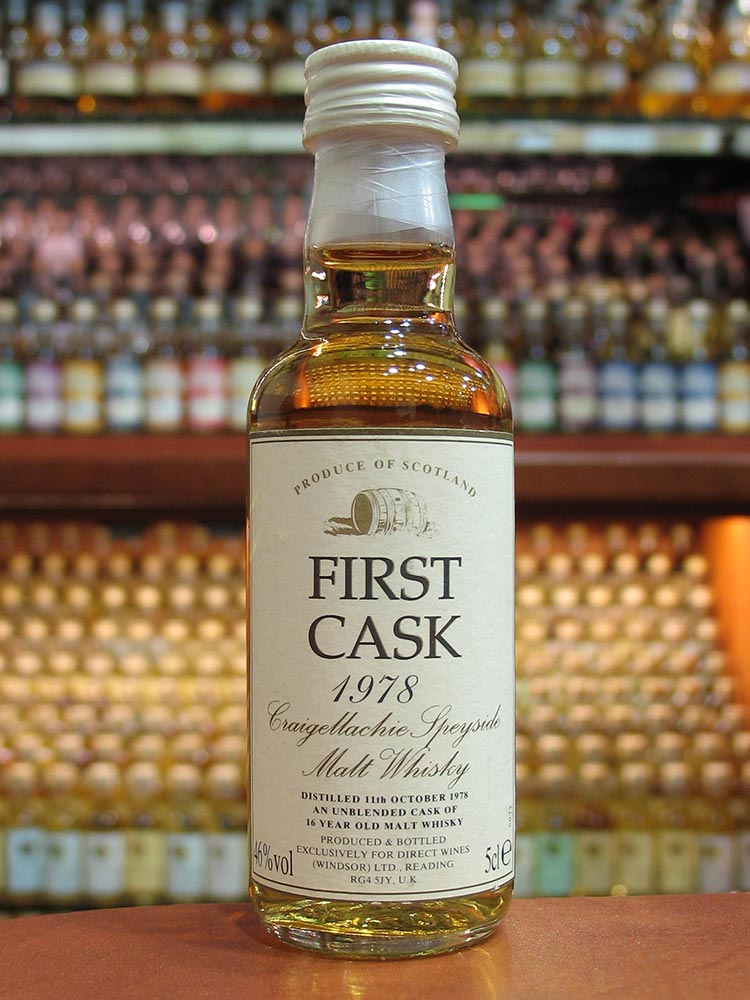 PRODUCE OF SCOTLAND
FIRST
CASK
1978
Craigellachie Speyside
Malt Whisky
DISTILLED 11th OCTOBER 1978
AN UNBLENDED CASK OF
16 YEAR OLD MALT WHISKY
PRODUCED & BOTTLED
EXCLUSIVELY FOR DIRECT WINES
(WINDSOR) LTD., READING
RG4 5JY, U.K.
46%vol
5cl e